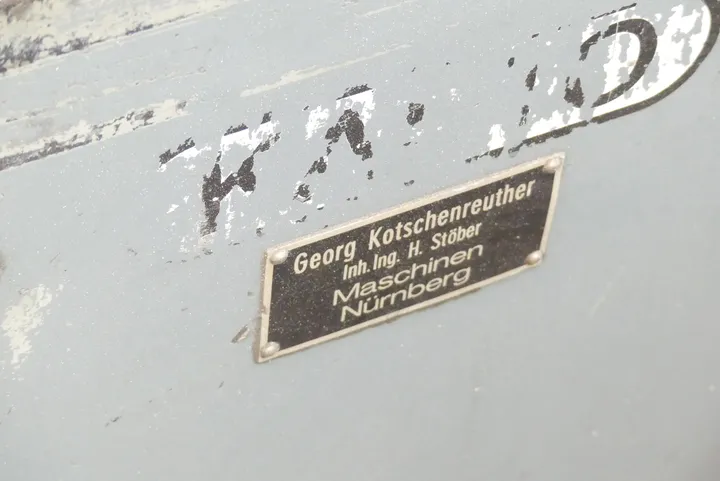 Georg Kotschenreuther
Inh. Ing. H. Stöber
Maschinen
Nürnberg